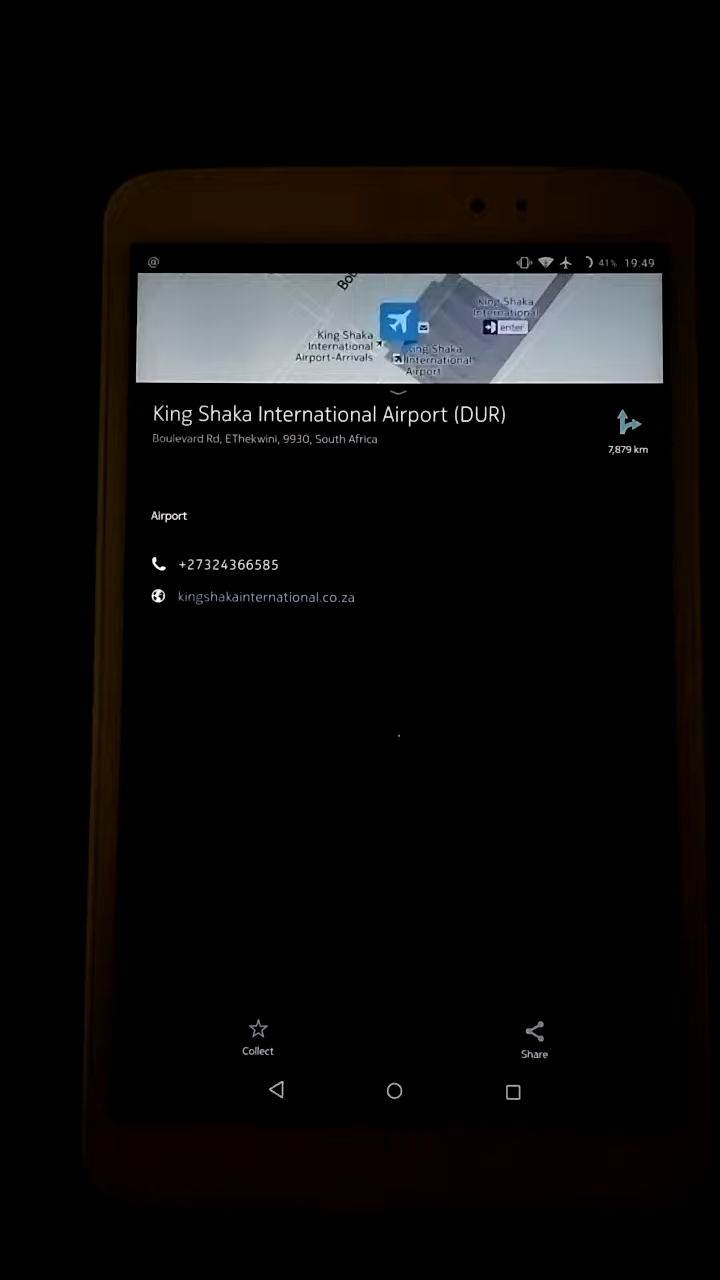 @ 41% 19:49
Bou
King Shaka
International
enter
King Shaka
International
Airport-Arrivals
King Shaka
International
Airport
King Shaka International Airport (DUR)
Boulevard Rd, EThekwini, 9930, South Africa
7,879 km
Airport
+27324366585
kingshakainternational.co.za
Collect
Share